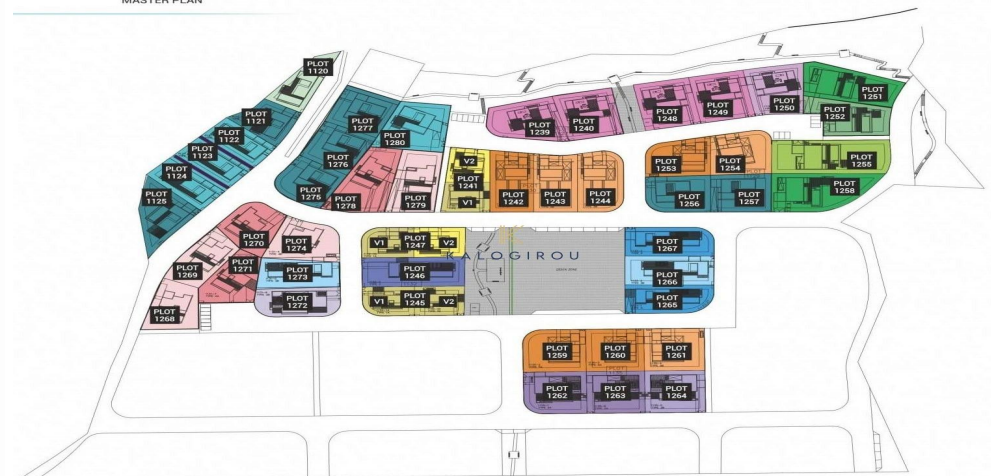 MASTER PLAN
PLOT
1120
PLOT
1121
PLOT
1122
PLOT
1123
PLOT
1124
PLOT
1125
PLOT
1277
PLOT
1280
PLOT
1276
PLOT
1275
PLOT
1278
PLOT
1279
V2
PLOT
1241
V1
PLOT
1242
PLOT
1243
PLOT
1244
PLOT
1239
PLOT
1240
PLOT
1248
PLOT
1249
PLOT
1250
PLOT
1251
PLOT
1252
PLOT
1253
PLOT
1254
PLOT
1255
PLOT
1256
PLOT
1257
PLOT
1258
PLOT
1270
PLOT
1274
PLOT
1269
PLOT
1271
PLOT
1273
PLOT
1272
PLOT
1268
V1
PLOT
1247
V2
PLOT
1246
V1
PLOT
1245
V2
KALOGIROU
GREEN ZONE
PLOT
1267
PLOT
1266
PLOT
1265
PLOT
1259
PLOT
1260
PLOT
1261
PLOT
1262
PLOT
1263
PLOT
1264